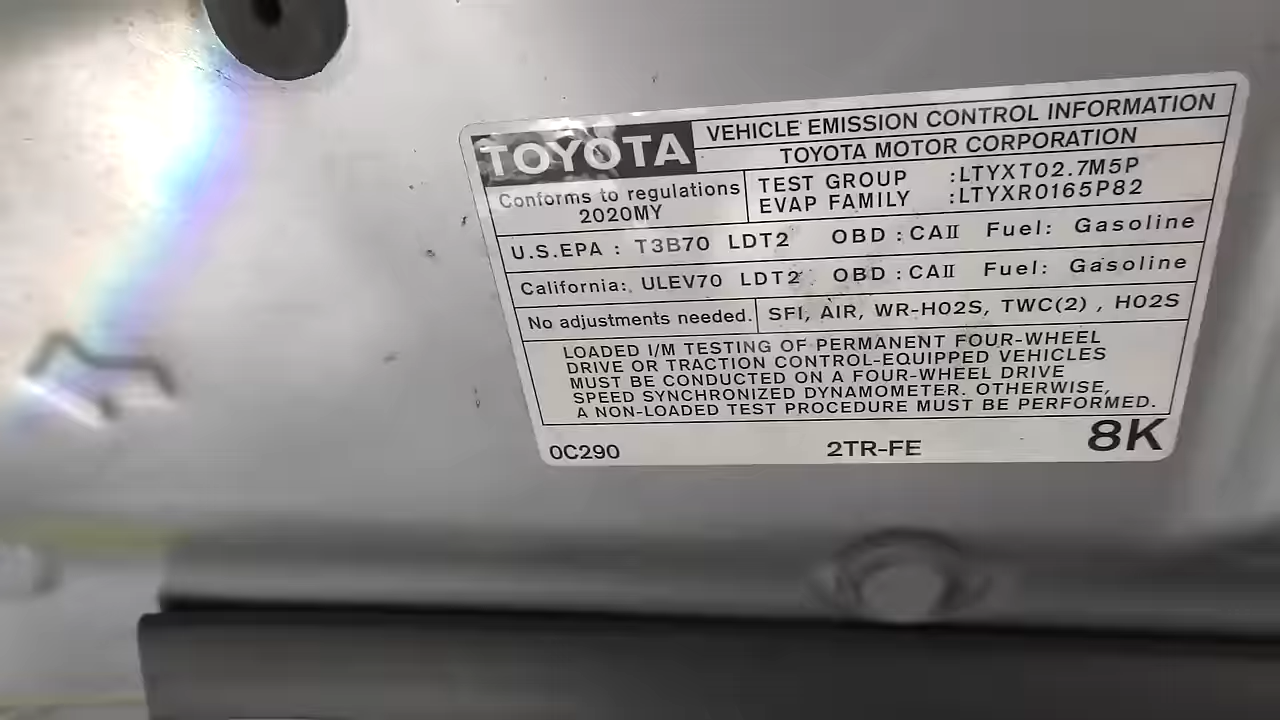 TOYOTA
VEHICLE EMISSION CONTROL INFORMATION
TOYOTA MOTOR CORPORATION
Conforms to regulations
2020MY
TEST GROUP :LTYXT02.7M5P
EVAP FAMILY :LTYXR0165P82
U.S.EPA : T3B70 LDT2 OBD : CAII Fuel: Gasoline
California: ULEV70 LDT2 OBD : CAII Fuel: Gasoline
No adjustments needed. SFI, AIR, WR-HO2S, TWC(2) , HO2S
LOADED I/M TESTING OF PERMANENT FOUR-WHEEL
DRIVE OR TRACTION CONTROL-EQUIPPED VEHICLES
MUST BE CONDUCTED ON A FOUR-WHEEL DRIVE
SPEED SYNCHRONIZED DYNAMOMETER. OTHERWISE,
A NON-LOADED TEST PROCEDURE MUST BE PERFORMED.
0C290 2TR-FE 8K